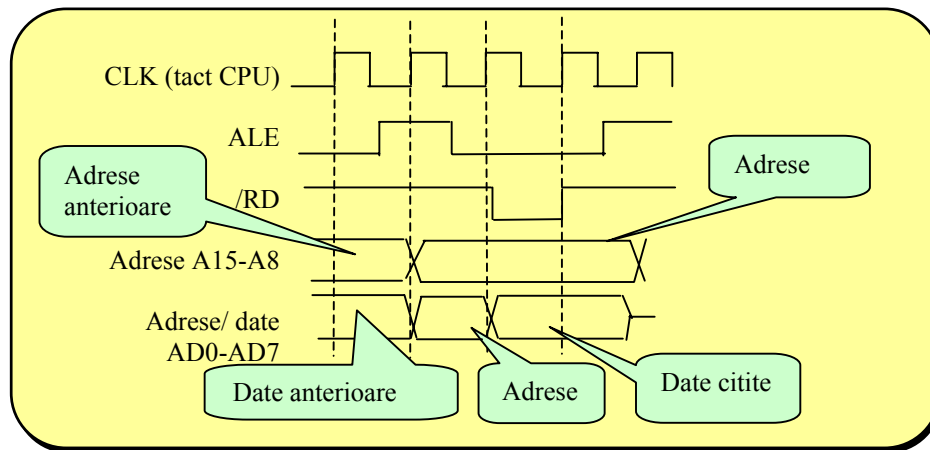 CLK (tact CPU)
ALE
Adrese
anterioare
Adrese
/RD
Adrese A15-A8
Adrese/ date
AD0-AD7
Date anterioare
Adrese
Date citite